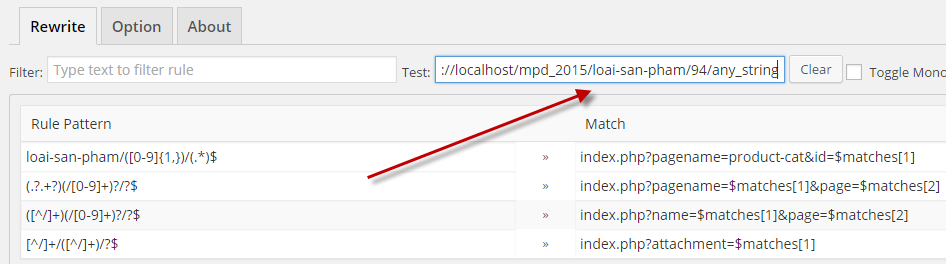 Rewrite Option About
Filter: Type text to loater rule Test: ://localhost/mpd_2015/loai-san-pham/94/any_string Clear Toggle Mono
Rule Pattern Match
loai-san-pham/([0-9]{1,})/(.*)$ » index.php?pagename=product-cat&id=$matches[1]
(.?.+?)(/[0-9]+)?/?$ » index.php?pagename=$matches[1]&page=$matches[2]
([^/]+)(/[0-9]+)?/?$ » index.php?name=$matches[1]&page=$matches[2]
[^/]+/([^/]+)/?$ » index.php?attachment=$matches[1]